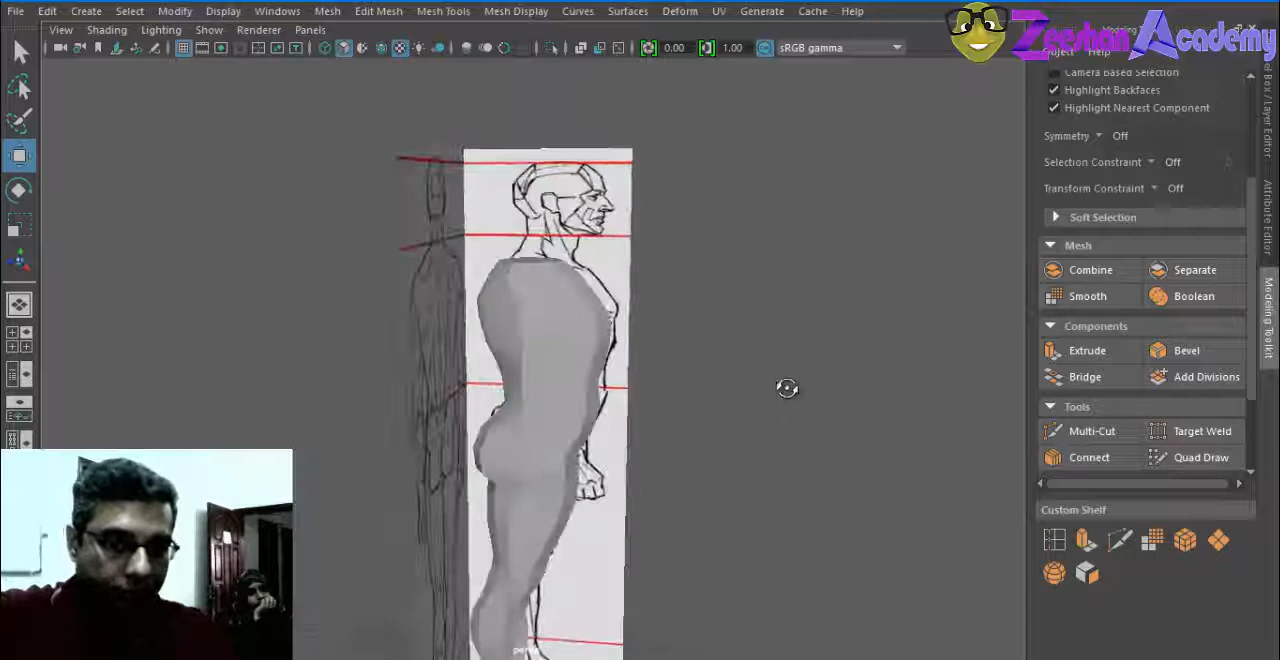 File Edit Create Select Modify Display Windows Mesh Edit Mesh Mesh Tools Mesh Display Curves Surfaces Deform UV Generate Cache Help
Zeeshan Academy
View Shading Lighting Show Renderer Panels
0.00 1.00 sRGB gamma
Object Help
Camera Based Selection
Highlight Backfaces
Highlight Nearest Component
Symmetry Off
Selection Constraint Off
Transform Constraint Off
Soft Selection
Mesh
Combine Separate
Smooth Boolean
Components
Extrude Bevel
Bridge Add Divisions
Tools
Multi-Cut Target Weld
Connect Quad Draw
Custom Shelf
Attribute Editor
Modeling Toolkit